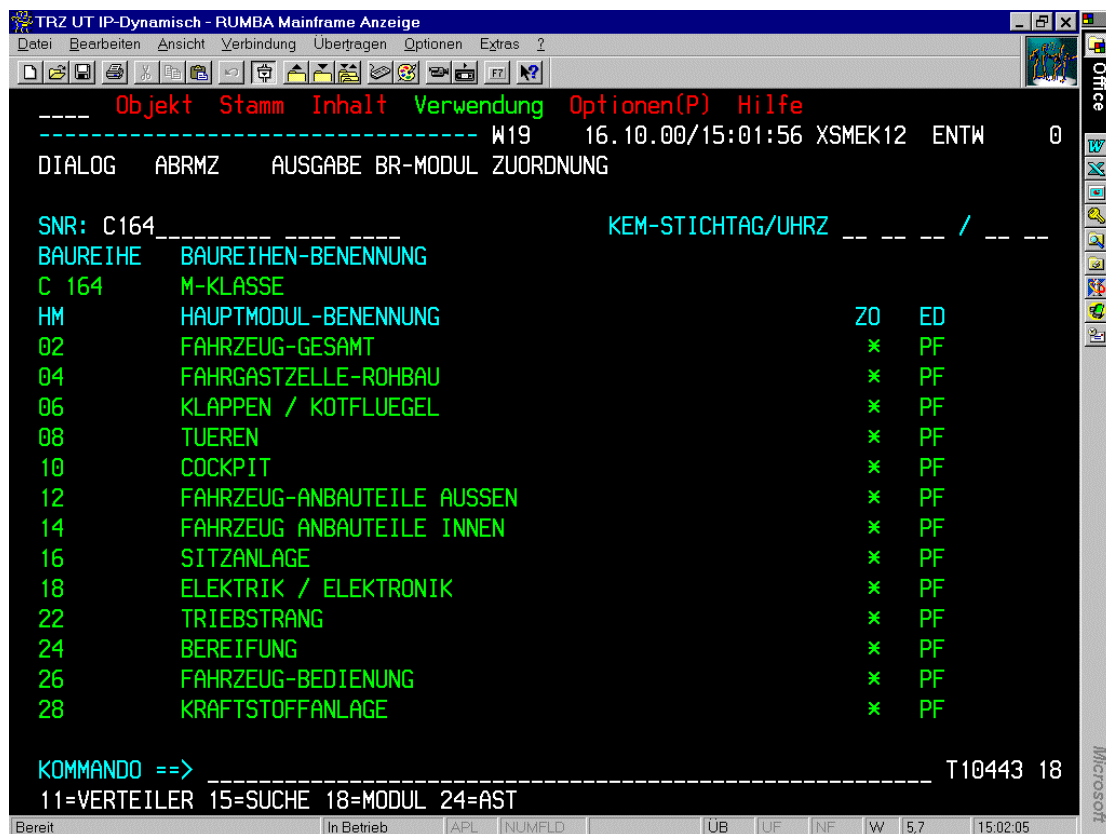 TRZ UT IP-Dynamisch - RUMBA Mainframe Anzeige
Datei Bearbeiten Ansicht Verbindung Übertragen Optionen Extras ?
F7
Office
____ Objekt Stamm Inhalt Verwendung Optionen(P) Hilfe
---------------------------------- W19 16.10.00/15:01:56 XSMEK12 ENTW 0
DIALOG ABRMZ AUSGABE BR-MODUL ZUORDNUNG
SNR: C164_________ ____ ____ KEM-STICHTAG/UHRZ __ __ __ / __ __
BAUREIHE BAUREIHEN-BENENNUNG
C 164 M-KLASSE
HM HAUPTMODUL-BENENNUNG ZO ED
02 FAHRZEUG-GESAMT * PF
04 FAHRGASTZELLE-ROHBAU * PF
06 KLAPPEN / KOTFLUEGEL * PF
08 TUEREN * PF
10 COCKPIT * PF
12 FAHRZEUG-ANBAUTEILE AUSSEN * PF
14 FAHRZEUG ANBAUTEILE INNEN * PF
16 SITZANLAGE * PF
18 ELEKTRIK / ELEKTRONIK * PF
22 TRIEBSTRANG * PF
24 BEREIFUNG * PF
26 FAHRZEUG-BEDIENUNG * PF
28 KRAFTSTOFFANLAGE * PF
KOMMANDO ==> ________________________________________________________ T10443 18
11=VERTEILER 15=SUCHE 18=MODUL 24=AST
Bereit In Betrieb APL NUMFLD ÜB UF NF W 5,7 15:02:05
Microsoft